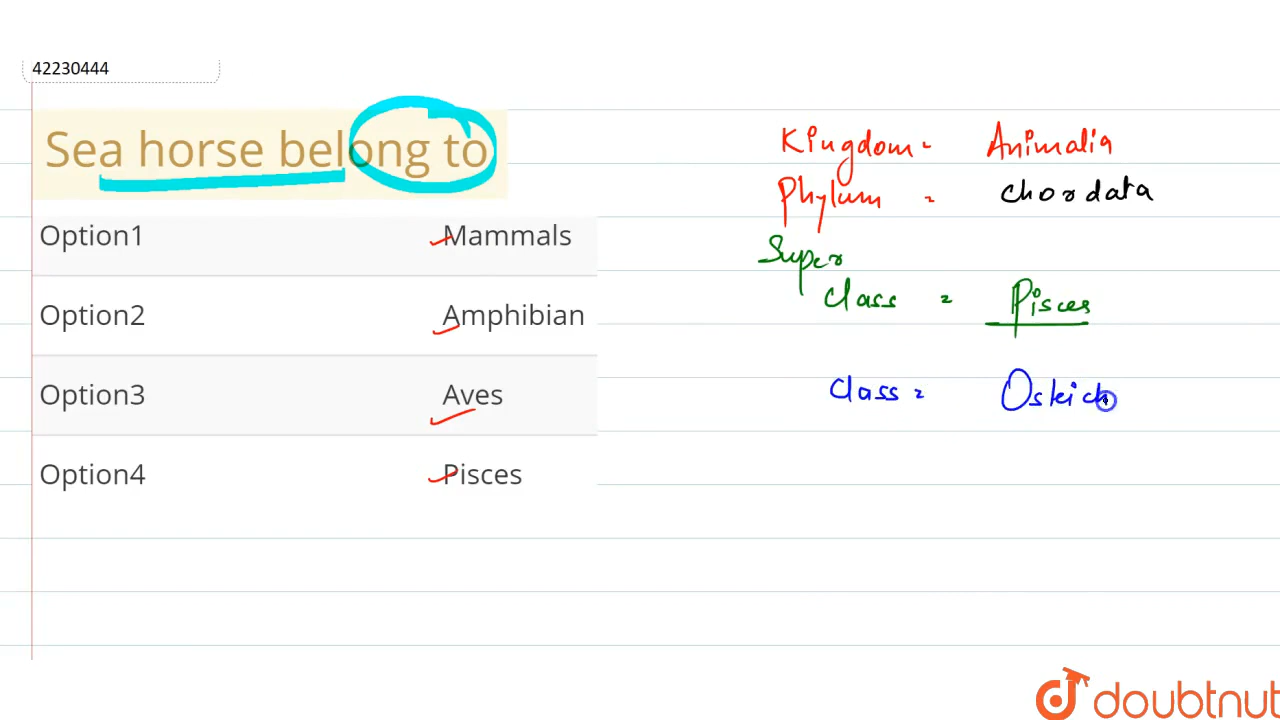 42230444
Sea horse belong to
Option1 Mammals
Option2 Amphibian
Option3 Aves
Option4 Pisces
Kingdom = Animalia
Phylum = chordata
Super
class = Pisces
class = Osteich
doubtnut